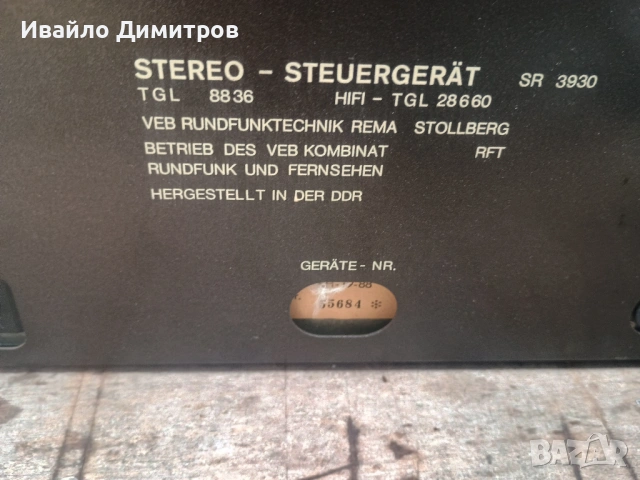 Ивайло Димитров
STEREO - STEUERGERÄT SR 3930
TGL 8836 HIFI - TGL 28660
VEB RUNDFUNKTECHNIK REMA STOLLBERG
BETRIEB DES VEB KOMBINAT RFT
RUNDFUNK UND FERNSEHEN
HERGESTELLT IN DER DDR
GERÄTE - NR.
55684 *
BAZAR